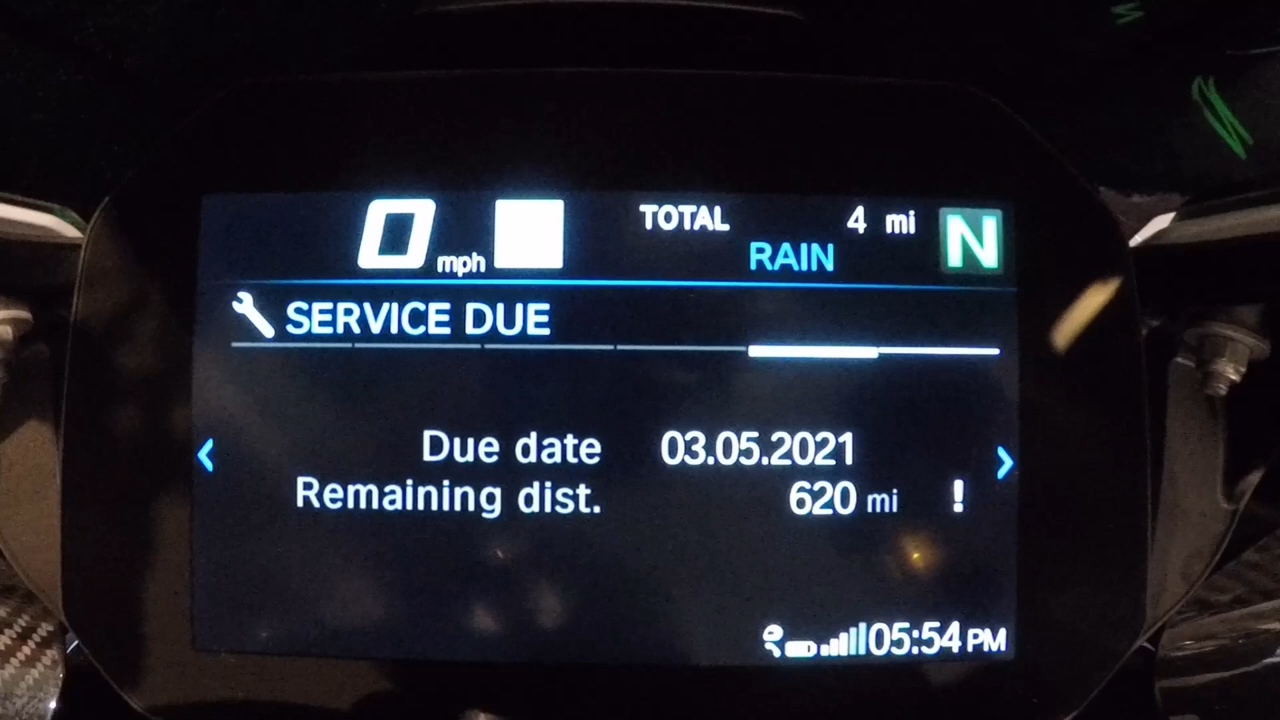 0 mph TOTAL 4 mi N
RAIN
SERVICE DUE
Due date 03.05.2021
Remaining dist. 620 mi !
05:54 PM